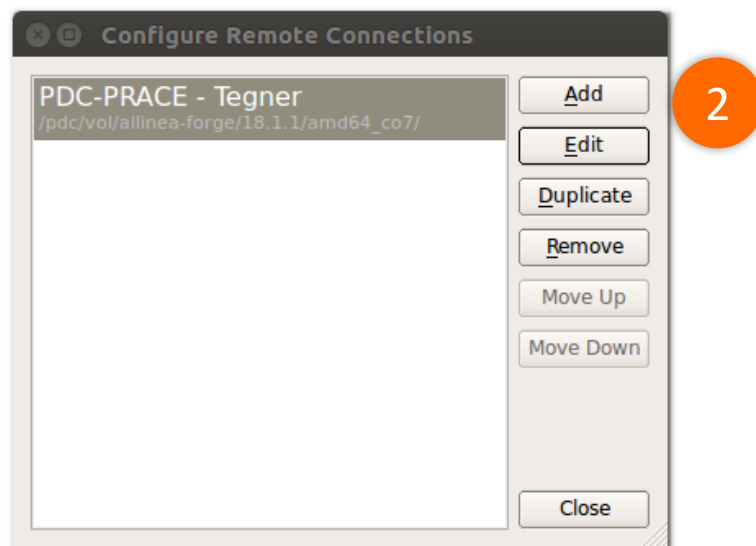 Configure Remote Connections
PDC-PRACE - Tegner
/pdc/vol/allinea-forge/18.1.1/amd64_co7/
Add
2
Edit
Duplicate
Remove
Move Up
Move Down
Close